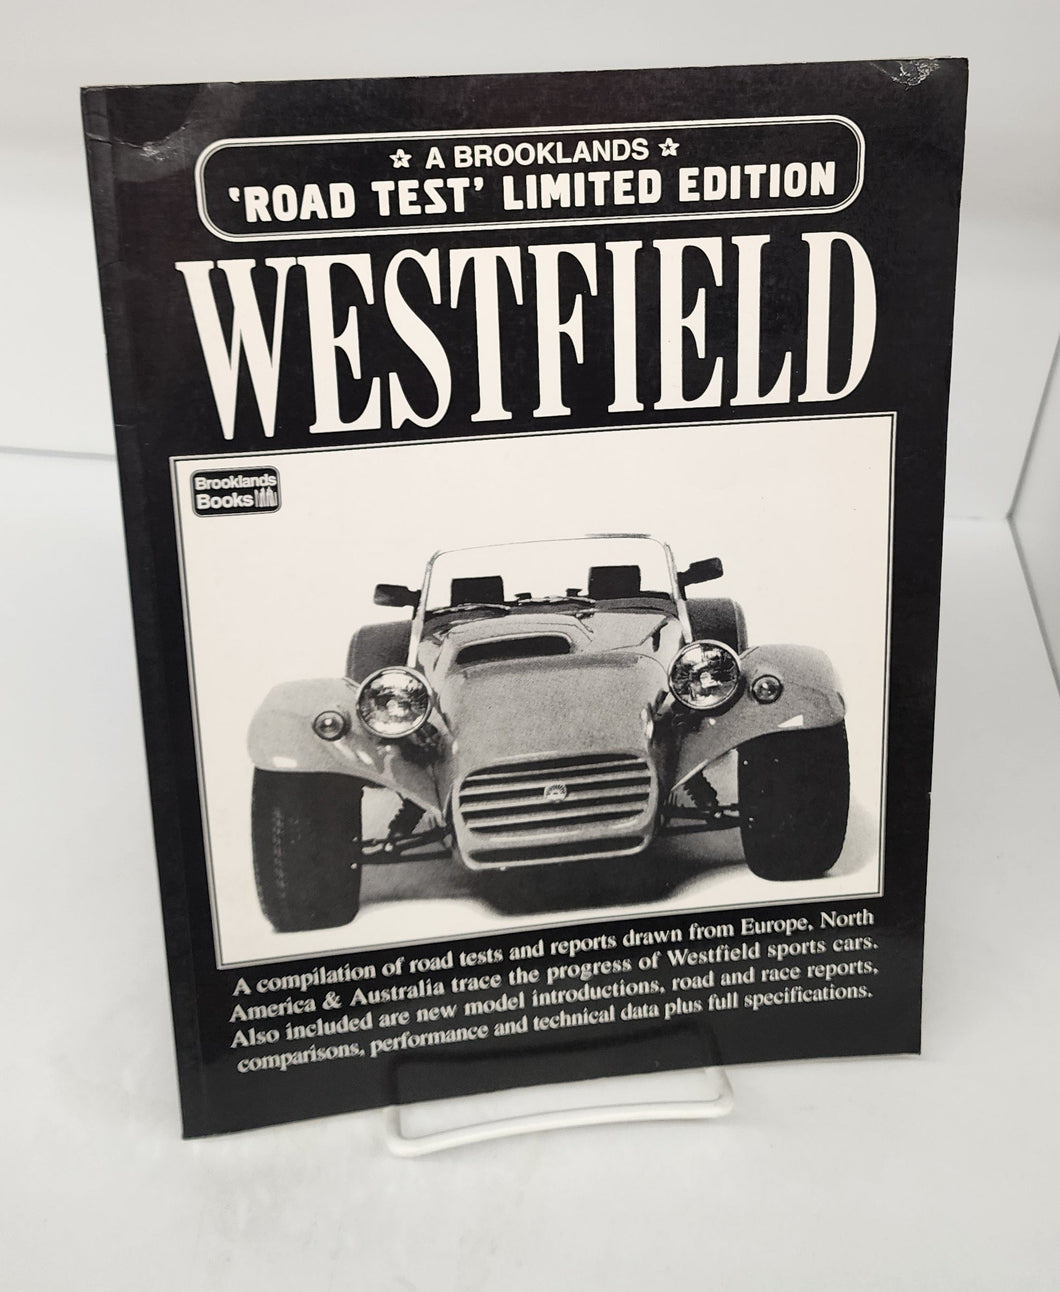 ☆ A BROOKLANDS ☆
‘ROAD TEST’ LIMITED EDITION
WESTFIELD
Brooklands
Books
A compilation of road tests and reports drawn from Europe, North
America & Australia trace the progress of Westfield sports cars.
Also included are new model introductions, road and race reports,
comparisons, performance and technical data plus full specifications.